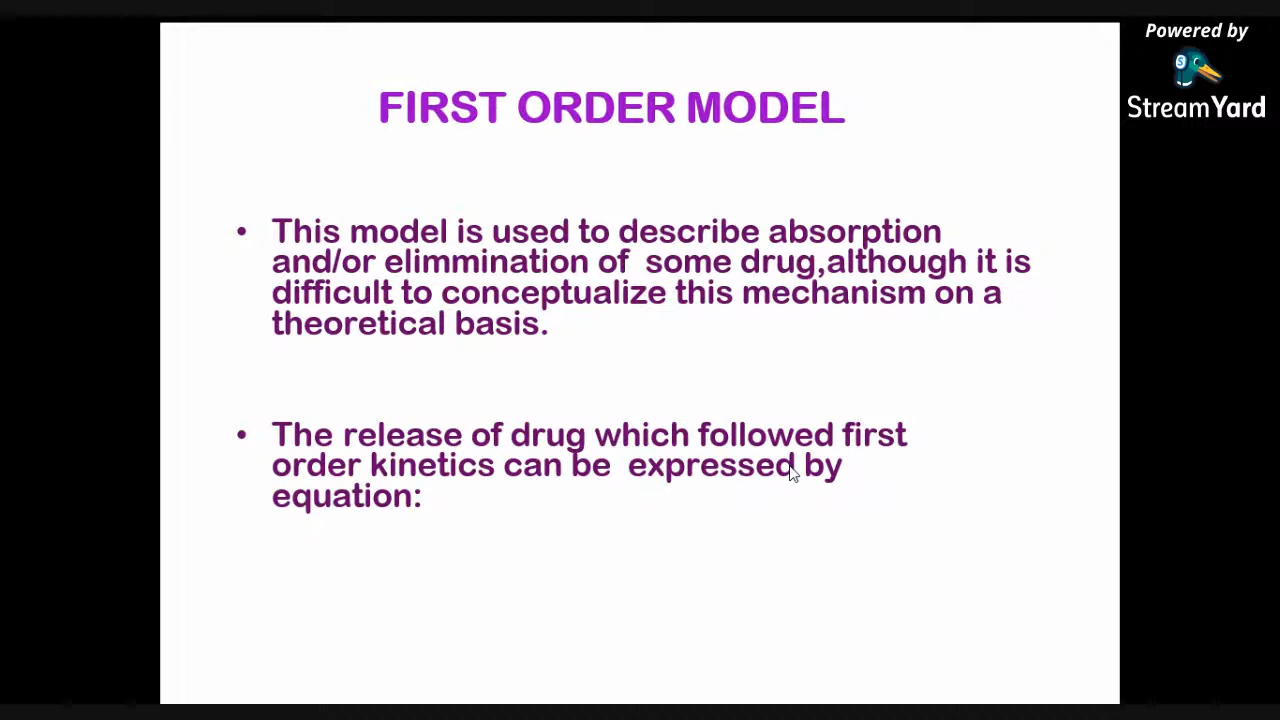 Powered by
StreamYard
FIRST ORDER MODEL
• This model is used to describe absorption
and/or elimmination of  some drug,although it is
difficult to conceptualize this mechanism on a
theoretical basis.
• The release of drug which followed first
order kinetics can be  expressed by
equation: